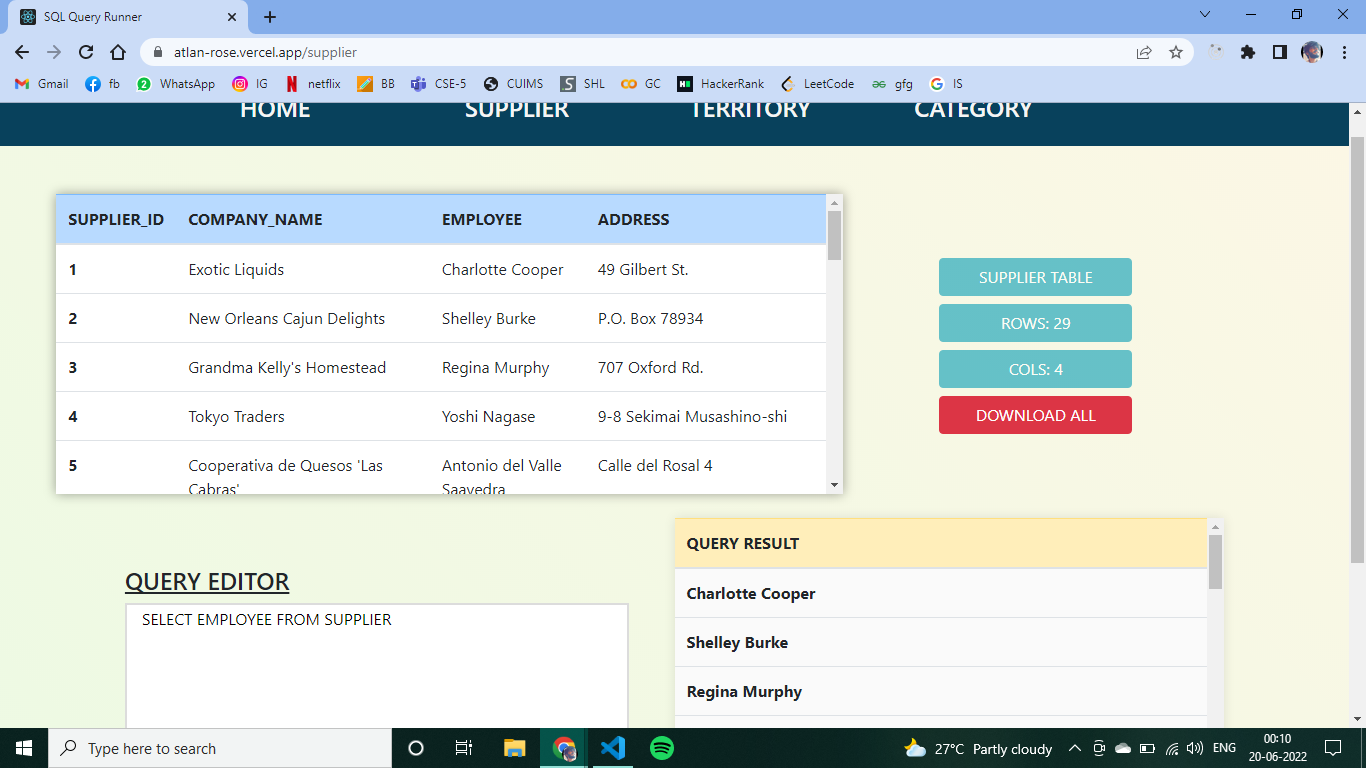 SQL Query Runner
atlan-rose.vercel.app/supplier
Gmail fb WhatsApp IG netflix BB CSE-5 CUIMS SHL GC HackerRank LeetCode gfg IS
HOME SUPPLIER TERRITORY CATEGORY
SUPPLIER_ID COMPANY_NAME EMPLOYEE ADDRESS
1 Exotic Liquids Charlotte Cooper 49 Gilbert St.
2 New Orleans Cajun Delights Shelley Burke P.O. Box 78934
3 Grandma Kelly's Homestead Regina Murphy 707 Oxford Rd.
4 Tokyo Traders Yoshi Nagase 9-8 Sekimai Musashino-shi
5 Cooperativa de Quesos 'Las Antonio del Valle Calle del Rosal 4
Cabras' Saavedra
SUPPLIER TABLE
ROWS: 29
COLS: 4
DOWNLOAD ALL
QUERY EDITOR
SELECT EMPLOYEE FROM SUPPLIER
QUERY RESULT
Charlotte Cooper
Shelley Burke
Regina Murphy
Type here to search
27°C Partly cloudy
ENG
00:10
20-06-2022